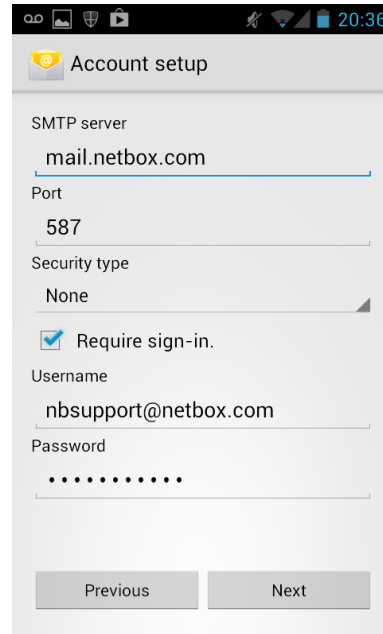 20:36
Account setup
SMTP server
mail.netbox.com
Port
587
Security type
None
Require sign-in.
Username
nbsupport@netbox.com
Password
•••••••••••
Previous
Next